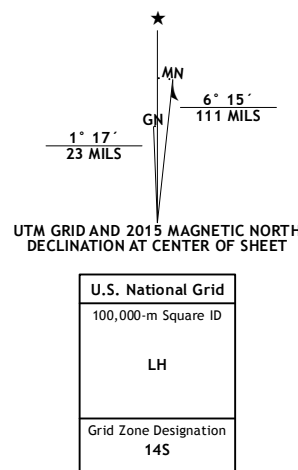 MN
GN
6° 15´
111 MILS
1° 17´
23 MILS
UTM GRID AND 2015 MAGNETIC NORTH
DECLINATION AT CENTER OF SHEET
U.S. National Grid
100,000-m Square ID
LH
Grid Zone Designation
14S